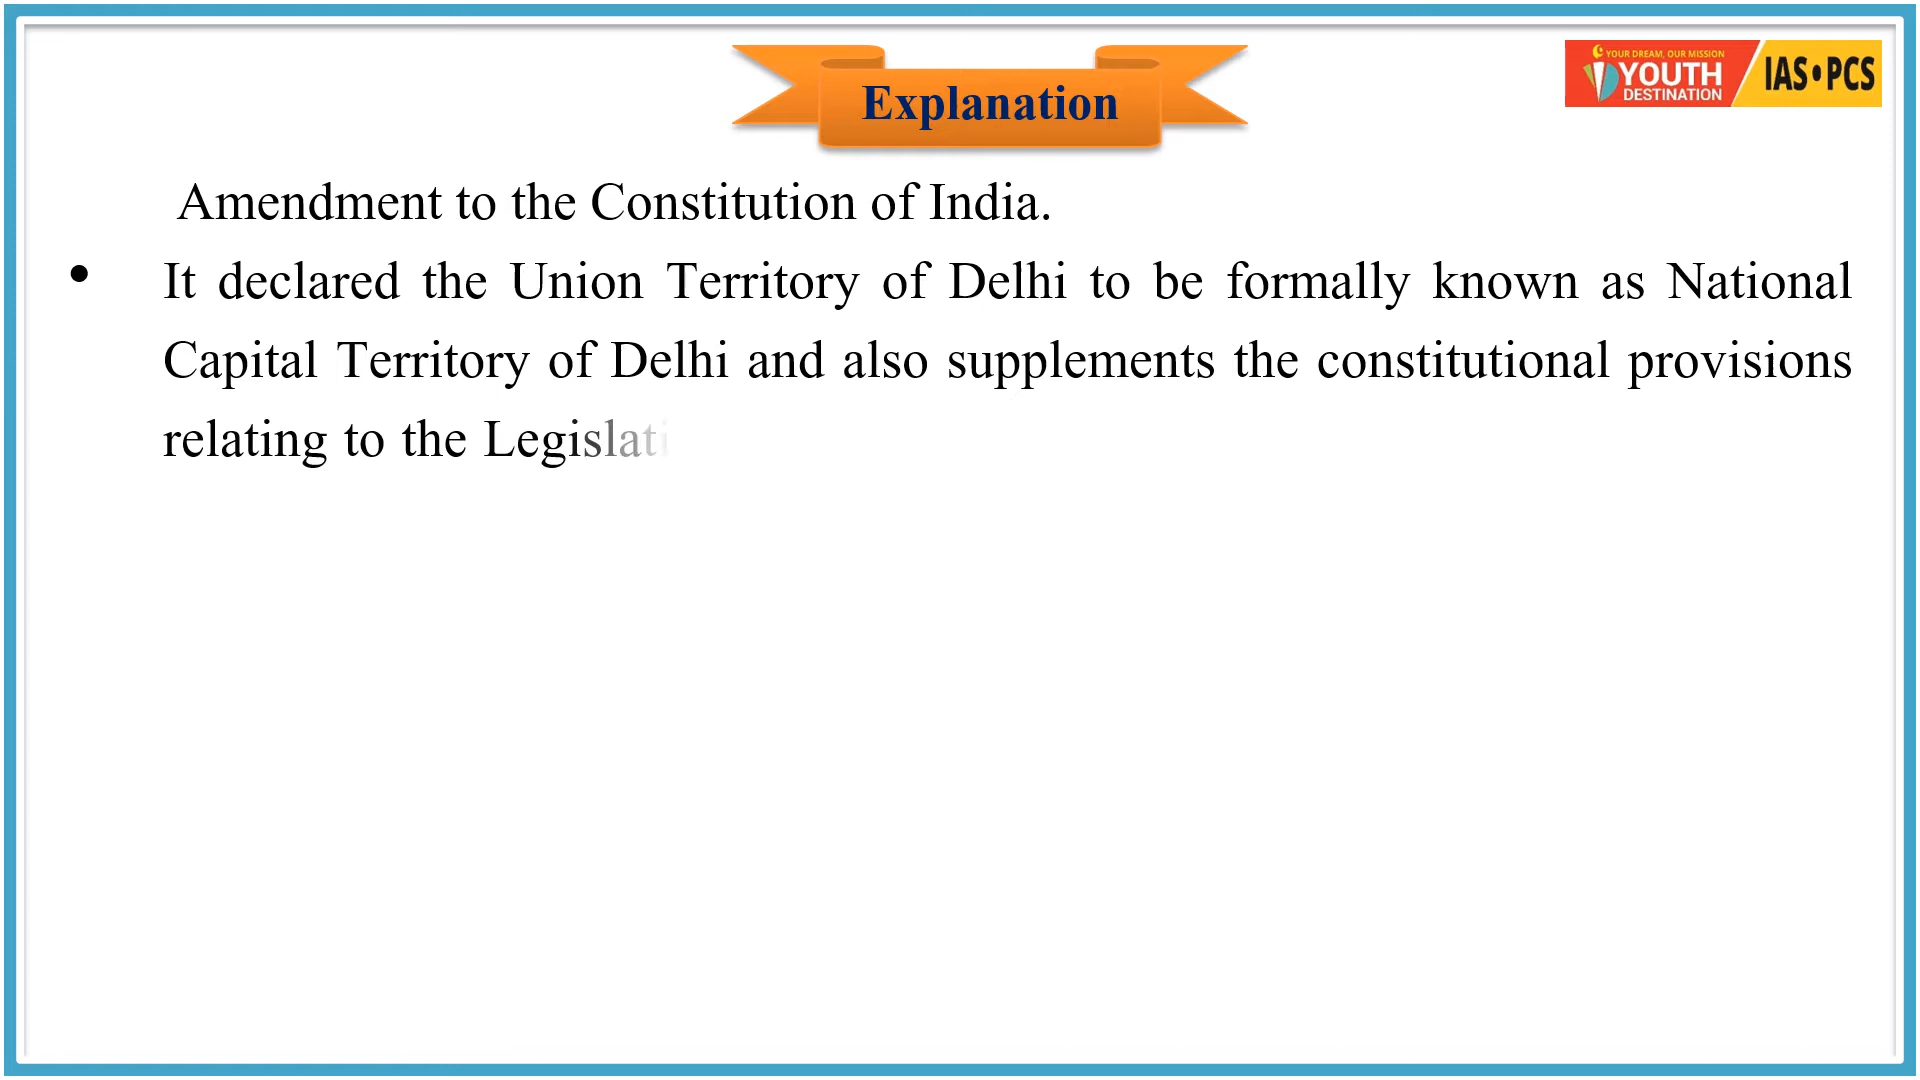 Explanation
YOUR DREAM, OUR MISSION
YOUTH
DESTINATION
IAS•PCS
Amendment to the Constitution of India.
• It declared the Union Territory of Delhi to be formally known as National
Capital Territory of Delhi and also supplements the constitutional provisions
relating to the Legislati